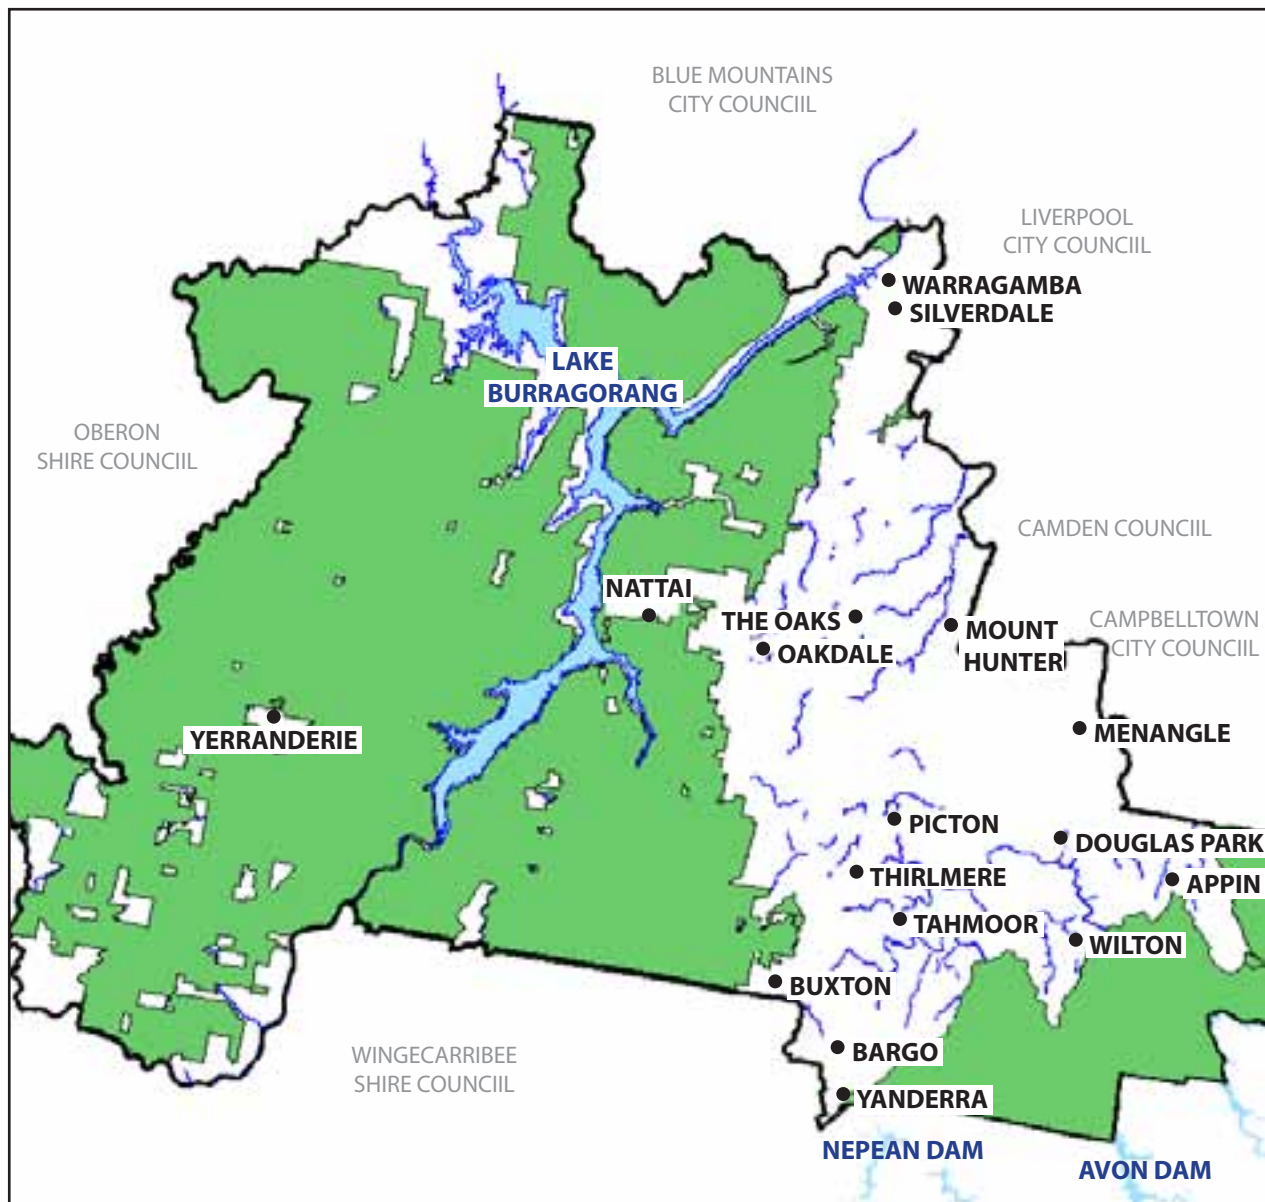 BLUE MOUNTAINS
CITY COUNCIIL
LIVERPOOL
CITY COUNCIIL
WARRAGAMBA
SILVERDALE
LAKE
BURRAGORANG
OBERON
SHIRE COUNCIIL
CAMDEN COUNCIIL
NATTAI
THE OAKS
OAKDALE
MOUNT
HUNTER
CAMPBELLTOWN
CITY COUNCIIL
YERRANDERIE
MENANGLE
PICTON
DOUGLAS PARK
THIRLMERE
APPIN
TAHMOOR
WILTON
BUXTON
WINGECARRIBEE
SHIRE COUNCIIL
BARGO
YANDERRA
NEPEAN DAM
AVON DAM